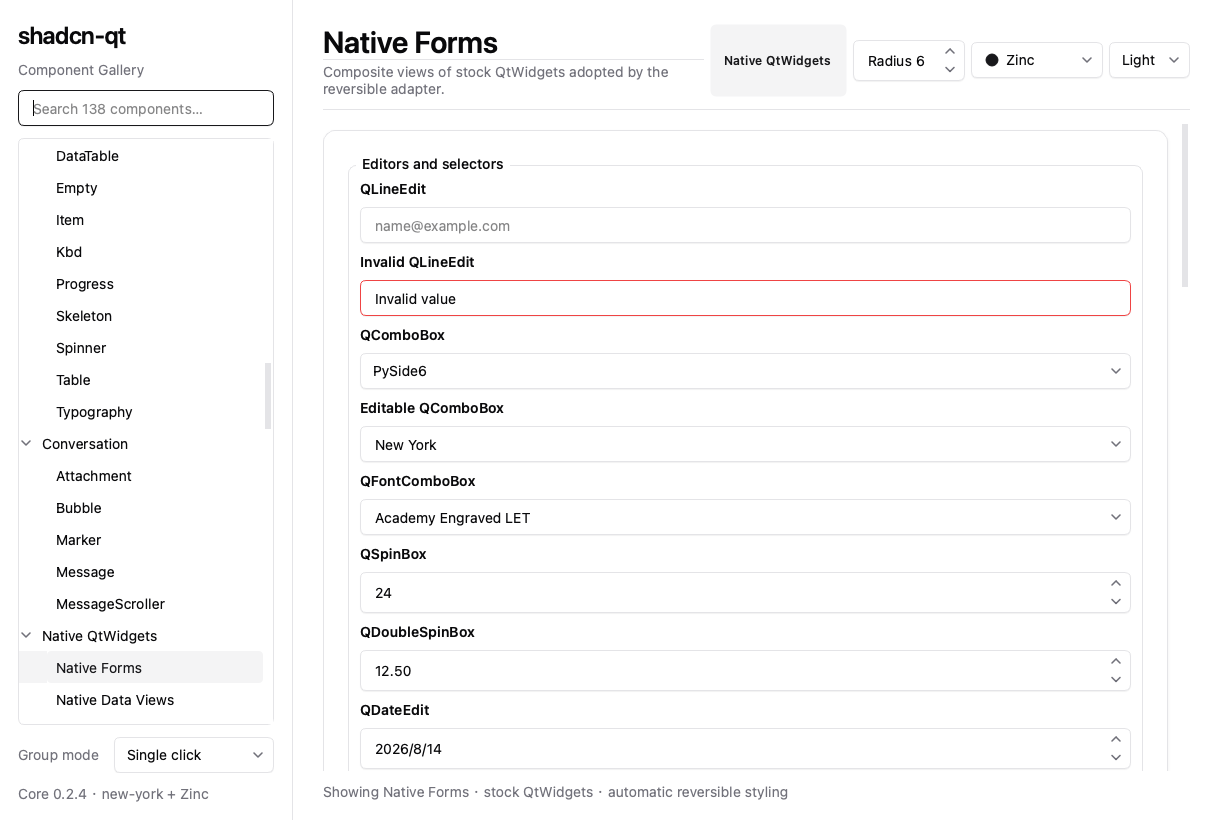 shadcn-qt
Component Gallery
Search 138 components...
DataTable
Empty
Item
Kbd
Progress
Skeleton
Spinner
Table
Typography
Conversation
Attachment
Bubble
Marker
Message
MessageScroller
Native QtWidgets
Native Forms
Native Data Views
Group mode
Single click
Core 0.2.4 · new-york + Zinc
Native Forms
Composite views of stock QtWidgets adopted by the
reversible adapter.
Native QtWidgets
Radius 6
Zinc
Light
Editors and selectors
QLineEdit
name@example.com
Invalid QLineEdit
Invalid value
QComboBox
PySide6
Editable QComboBox
New York
QFontComboBox
Academy Engraved LET
QSpinBox
24
QDoubleSpinBox
12.50
QDateEdit
2026/8/14
Showing Native Forms · stock QtWidgets · automatic reversible styling